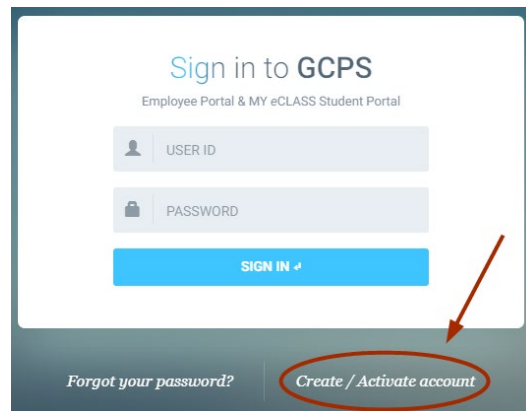 Sign in to GCPS
Employee Portal & MY eCLASS Student Portal
USER ID
PASSWORD
SIGN IN ↲
Forgot your password?
Create / Activate account